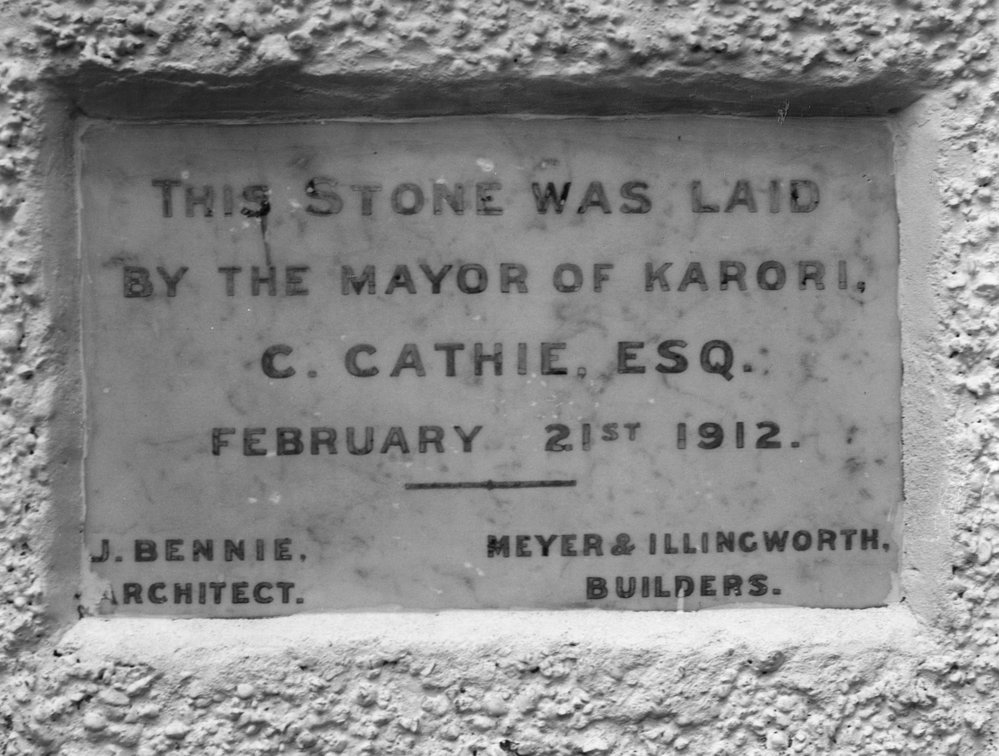 THIS STONE WAS LAID
BY THE MAYOR OF KARORI,
C. CATHIE, ESQ.
FEBRUARY 21ST 1912.
J. BENNIE,
ARCHITECT.
MEYER & ILLINGWORTH,
BUILDERS.